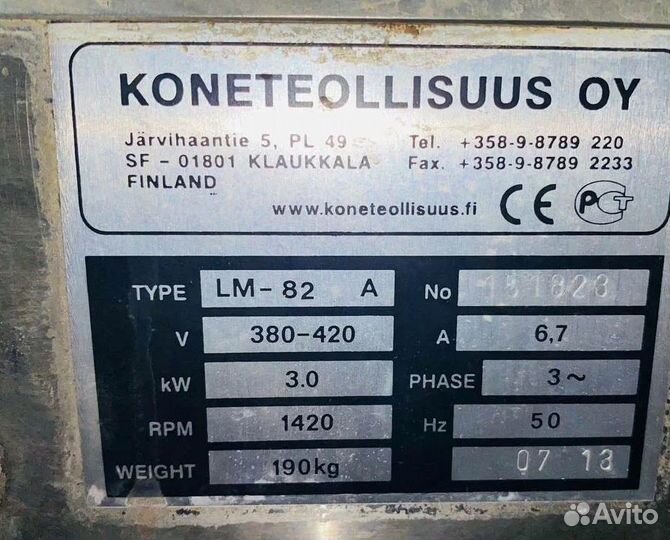 KONETEOLLISUUS OY
Järvihaantie 5, PL 49 Tel. +358-9-8789 220
SF - 01801 KLAUKKALA Fax. +358-9-8789 2233
FINLAND
www.koneteollisuus.fi CE PCT
TYPE LM-82 A No 151823
V 380-420 A 6,7
kW 3.0 PHASE 3~
RPM 1420 Hz 50
WEIGHT 190kg 07 13
Avito